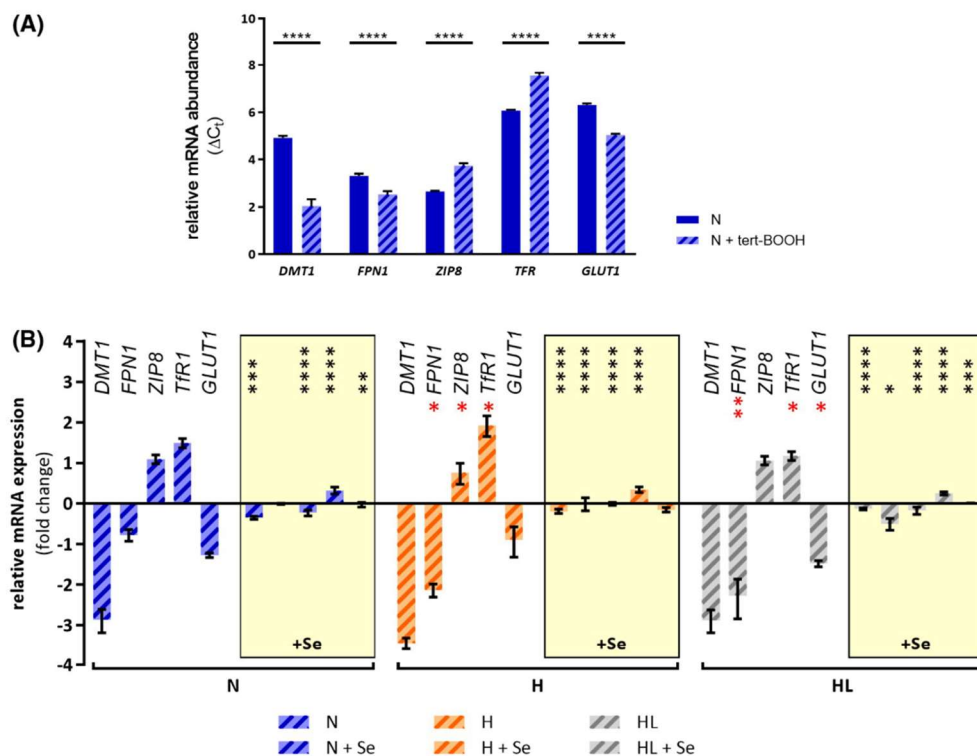 (A)
relative mRNA abundance
(ΔCt)
10
8
6
4
2
0
**** **** **** **** ****
DMT1 FPN1 ZIP8 TFR GLUT1
N
N + tert-BOOH
(B)
relative mRNA expression
(fold change)
4
3
2
1
0
-1
-2
-3
-4
DMT1 FPN1 ZIP8 TfR1 GLUT1
*** **** **** **
+Se
N
DMT1 FPN1 ZIP8 TfR1 GLUT1
* * *
**** **** **** ****
+Se
H
DMT1 FPN1 ZIP8 TfR1 GLUT1
** * *
**** * **** **** ***
+Se
HL
N H HL
N + Se H + Se HL + Se